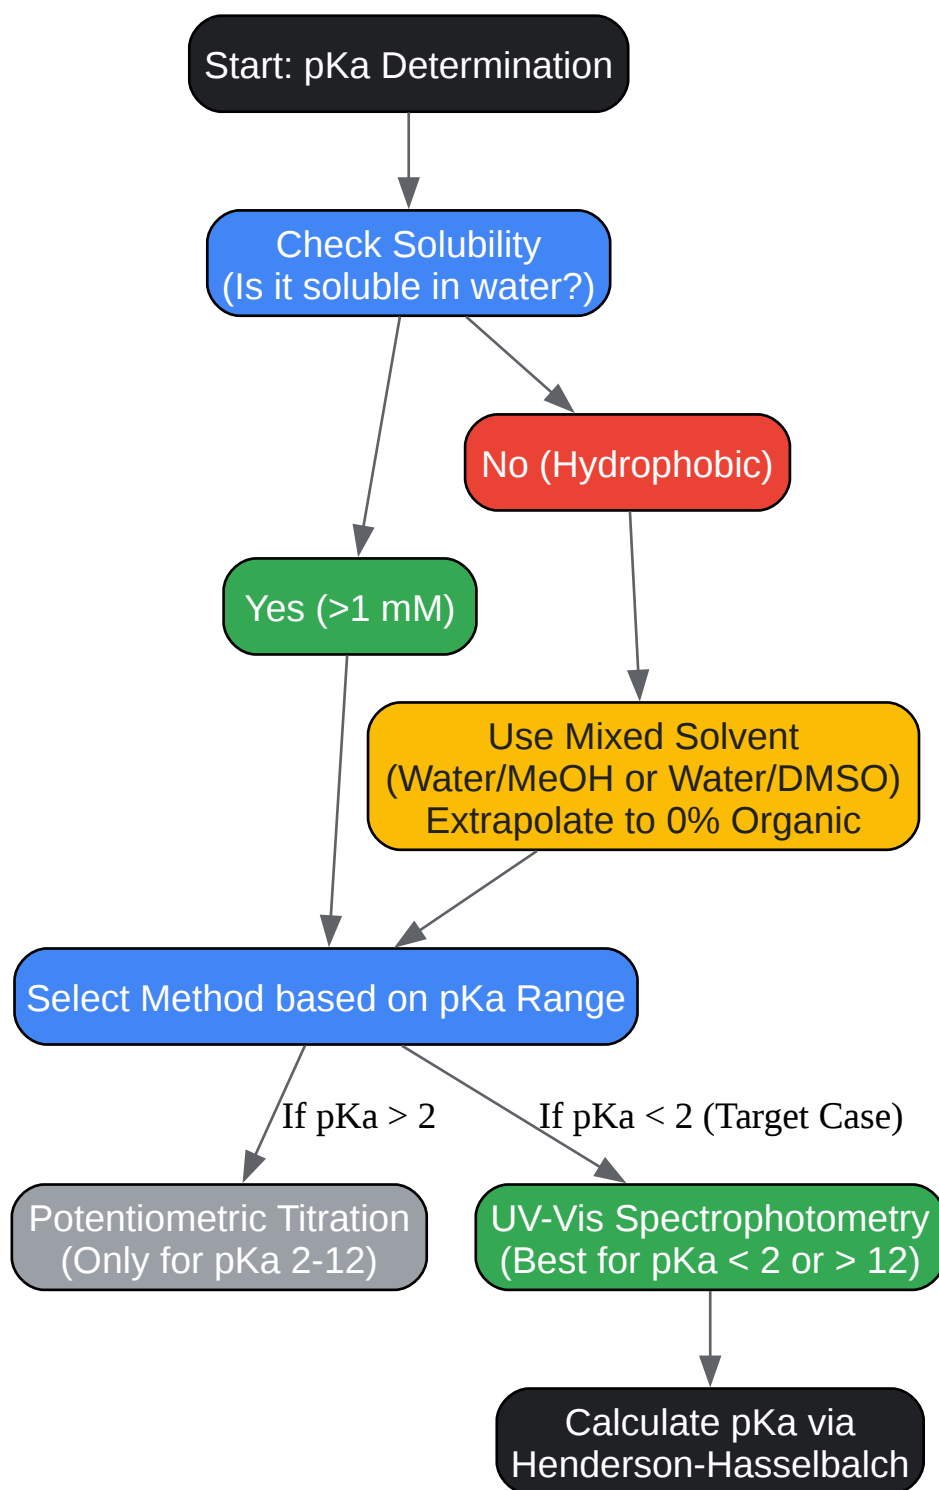 Start: pKa Determination
Check Solubility
(Is it soluble in water?)
No (Hydrophobic)
Yes (>1 mM)
Use Mixed Solvent
(Water/MeOH or Water/DMSO)
Extrapolate to 0% Organic
Select Method based on pKa Range
If pKa > 2
If pKa < 2 (Target Case)
Potentiometric Titration
(Only for pKa 2-12)
UV-Vis Spectrophotometry
(Best for pKa < 2 or > 12)
Calculate pKa via
Henderson-Hasselbalch